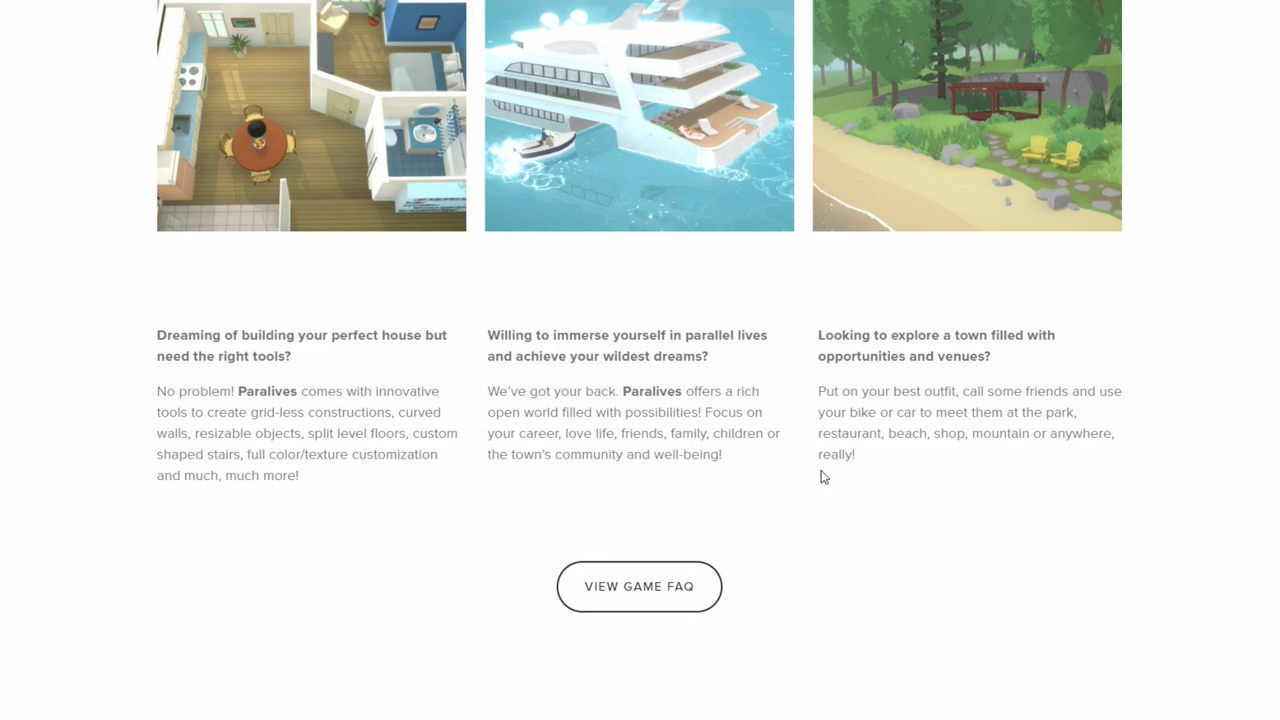 Dreaming of building your perfect house but
need the right tools?
No problem! Paralives comes with innovative
tools to create grid-less constructions, curved
walls, resizable objects, split level floors, custom
shaped stairs, full color/texture customization
and much, much more!
Willing to immerse yourself in parallel lives
and achieve your wildest dreams?
We've got your back. Paralives offers a rich
open world filled with possibilities! Focus on
your career, love life, friends, family, children or
the town's community and well-being!
Looking to explore a town filled with
opportunities and venues?
Put on your best outfit, call some friends and use
your bike or car to meet them at the park,
restaurant, beach, shop, mountain or anywhere,
really!
VIEW GAME FAQ